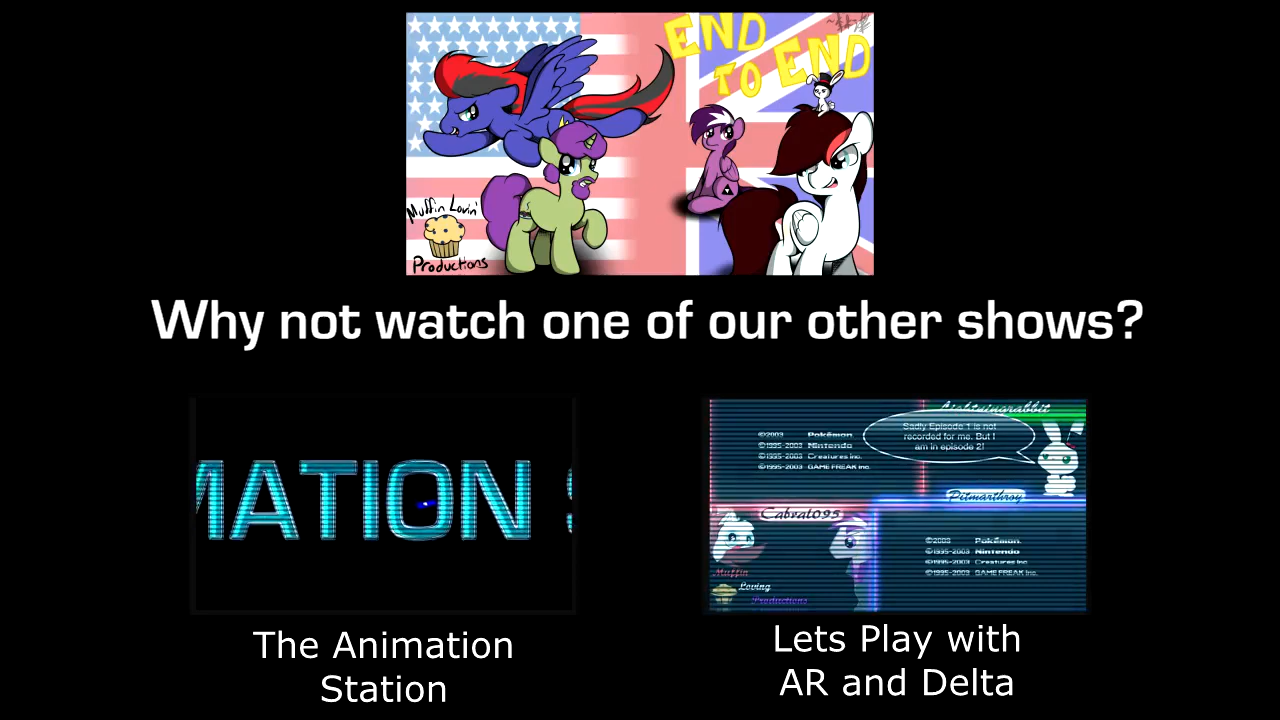 END
TO END
Muffin Lovin'
Productions
Why not watch one of our other shows?
MATION S
Lightningrabbit
Sadly Episode 1 is not
recorded for me. But I
am in episode 2!
©2003 Pokémon.
©1995-2003 Nintendo
©1995-2003 Creatures inc.
©1995-2003 GAME FREAK inc.
Pitmarthroy
Cabral095
©2003 Pokémon.
©1995-2003 Nintendo
©1995-2003 Creatures inc.
©1995-2003 GAME FREAK inc.
Muffin
Loving
Productions
The Animation
Station
Lets Play with
AR and Delta